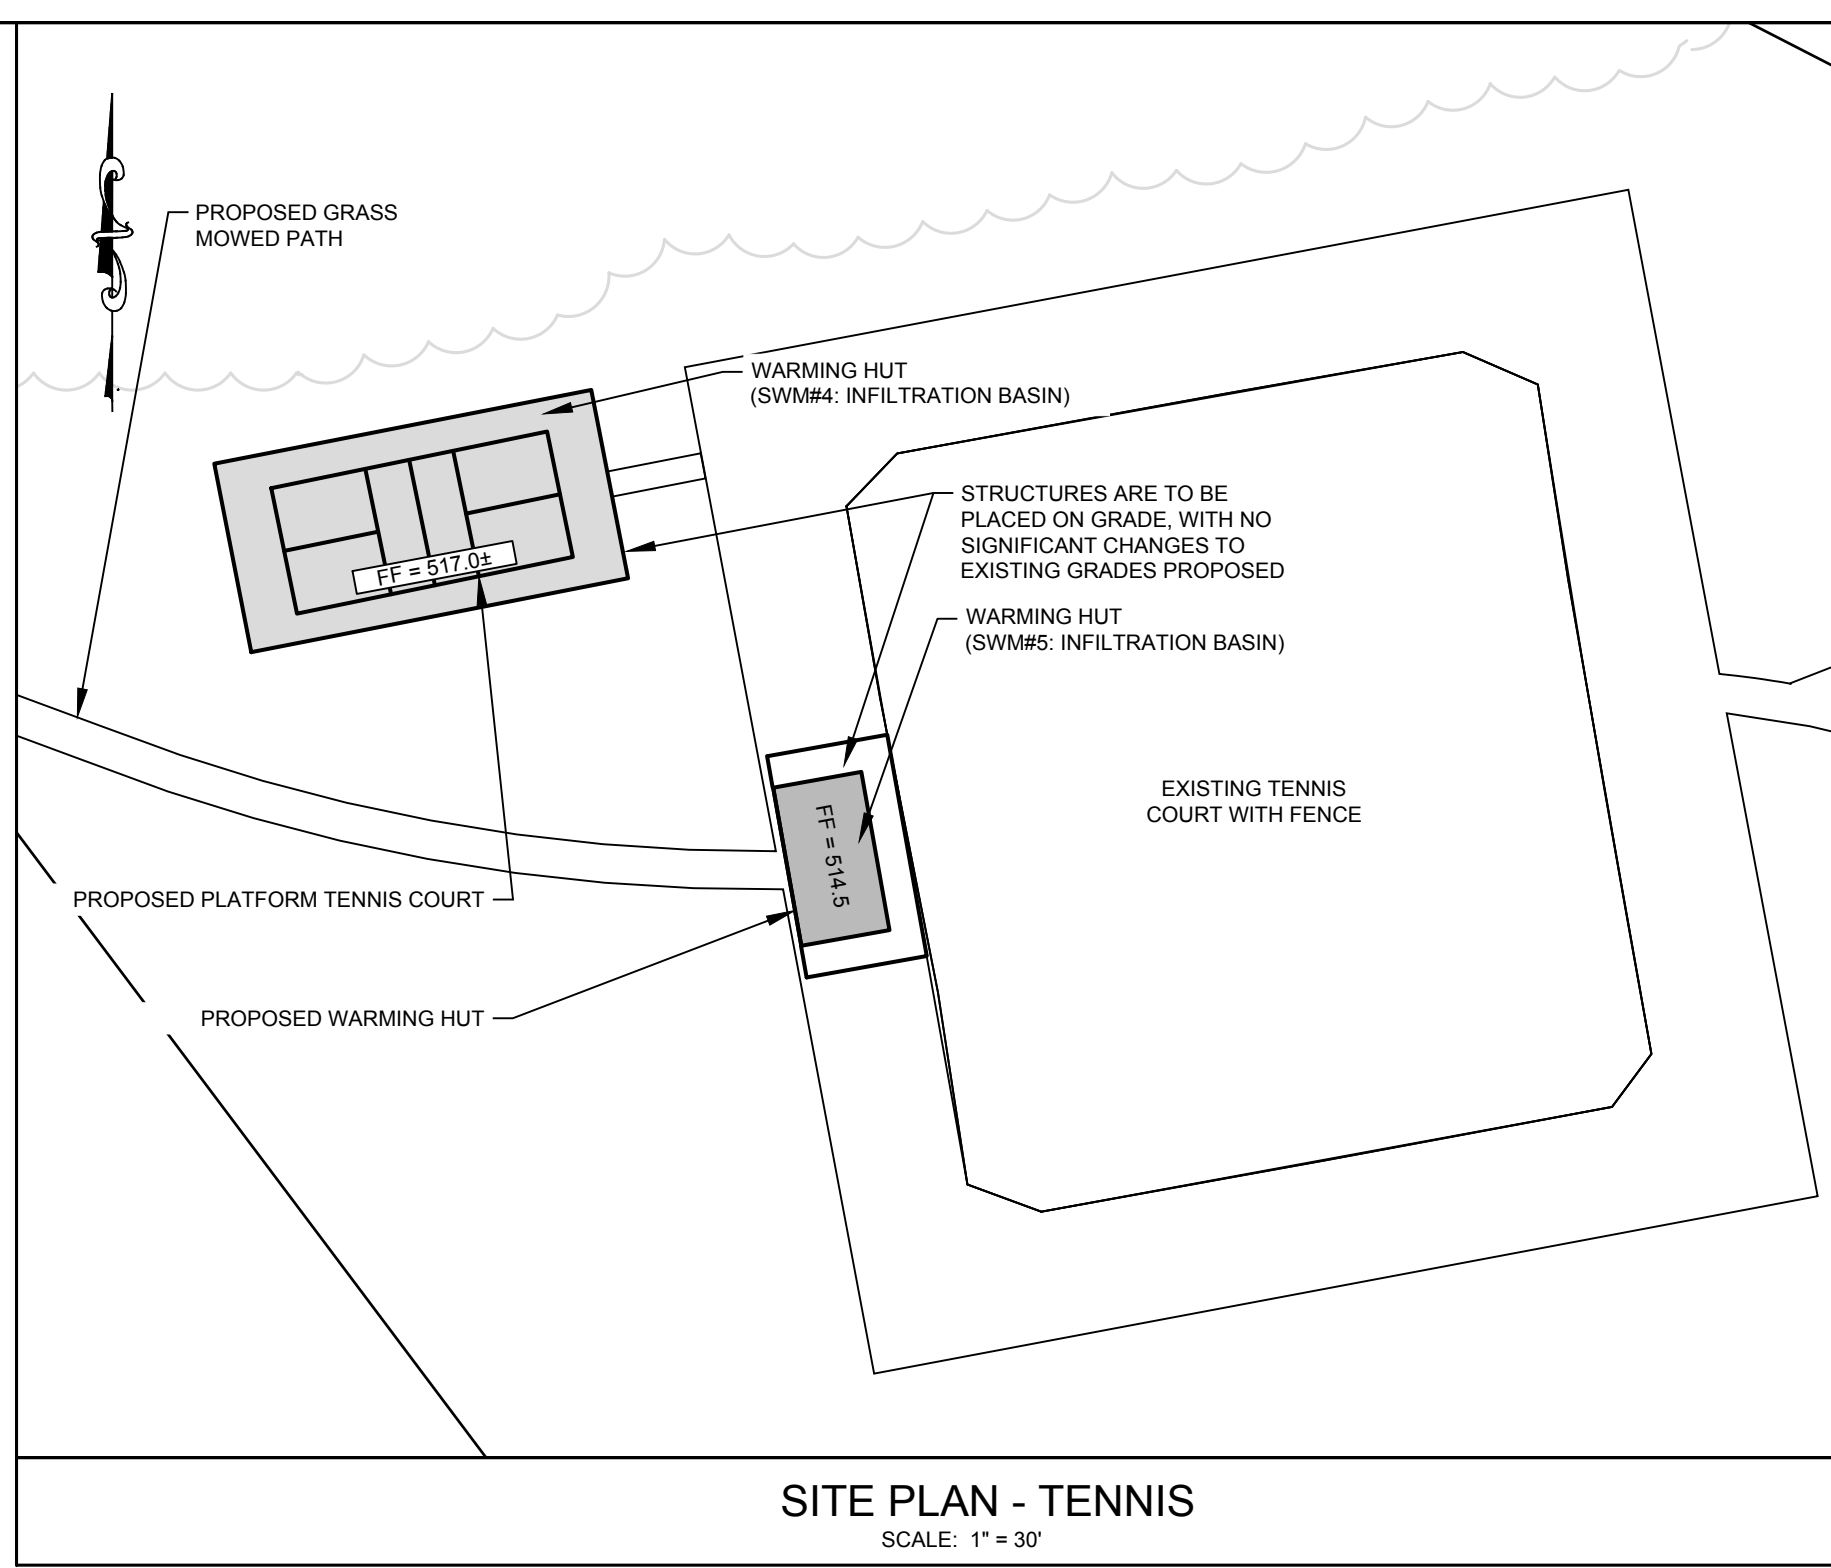 PROPOSED GRASS
MOWED PATH
WARMING HUT
(SWM#4: INFILTRATION BASIN)
STRUCTURES ARE TO BE
PLACED ON GRADE, WITH NO
SIGNIFICANT CHANGES TO
EXISTING GRADES PROPOSED
FF = 517.0±
WARMING HUT
(SWM#5: INFILTRATION BASIN)
EXISTING TENNIS
COURT WITH FENCE
FF = 514.5
PROPOSED PLATFORM TENNIS COURT
PROPOSED WARMING HUT
SITE PLAN - TENNIS
SCALE: 1" = 30'